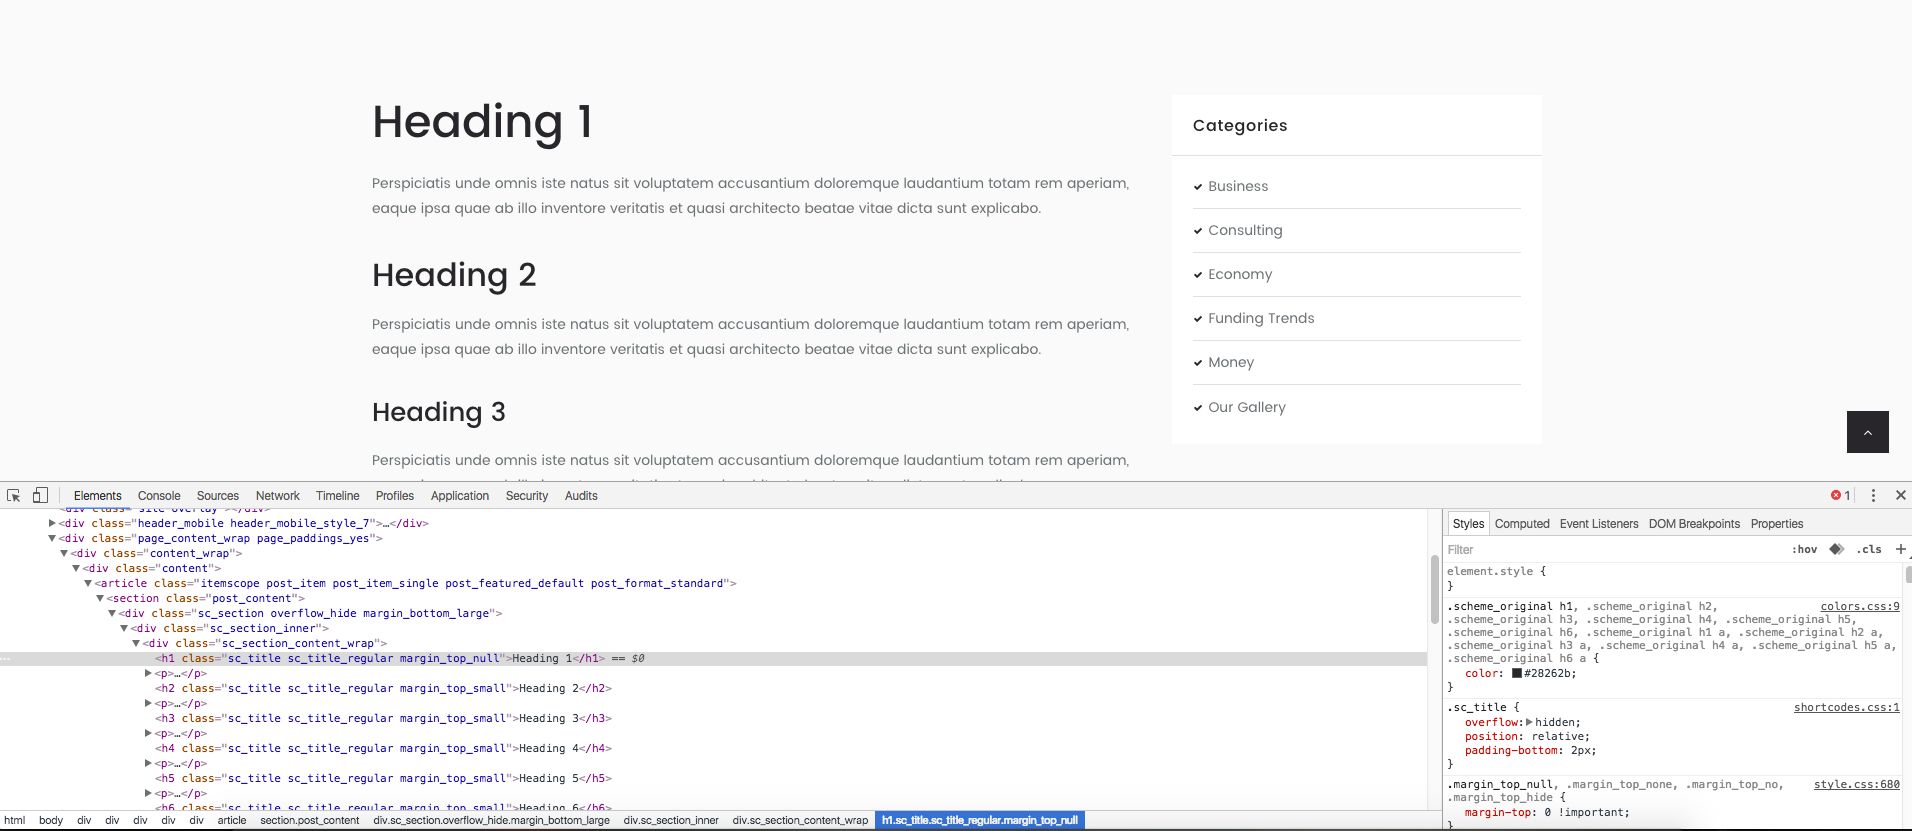 Heading 1
Perspiciatis unde omnis iste natus sit voluptatem accusantium doloremque laudantium totam rem aperiam,
eaque ipsa quae ab illo inventore veritatis et quasi architecto beatae vitae dicta sunt explicabo.
Heading 2
Perspiciatis unde omnis iste natus sit voluptatem accusantium doloremque laudantium totam rem aperiam,
eaque ipsa quae ab illo inventore veritatis et quasi architecto beatae vitae dicta sunt explicabo.
Heading 3
Perspiciatis unde omnis iste natus sit voluptatem accusantium doloremque laudantium totam rem aperiam,
Categories
Business
Consulting
Economy
Funding Trends
Money
Our Gallery
Elements Console Sources Network Timeline Profiles Application Security Audits 1
<div class="header_mobile header_mobile_style_7">…</div>
<div class="page_content_wrap page_paddings_yes">
<div class="content_wrap">
<div class="content">
<article class="itemscope post_item post_item_single post_featured_default post_format_standard">
<section class="post_content">
<div class="sc_section overflow_hide margin_bottom_large">
<div class="sc_section_inner">
<div class="sc_section_content_wrap">
<h1 class="sc_title sc_title_regular margin_top_null">Heading 1</h1> == $0
<p>…</p>
<h2 class="sc_title sc_title_regular margin_top_small">Heading 2</h2>
<p>…</p>
<h3 class="sc_title sc_title_regular margin_top_small">Heading 3</h3>
<p>…</p>
<h4 class="sc_title sc_title_regular margin_top_small">Heading 4</h4>
<p>…</p>
<h5 class="sc_title sc_title_regular margin_top_small">Heading 5</h5>
<p>…</p>
<h6 class="sc_title sc_title_regular margin_top_small">Heading 6</h6>
html body div div div div div article section.post_content div.sc_section.overflow_hide.margin_bottom_large div.sc_section_inner div.sc_section_content_wrap h1.sc_title.sc_title_regular.margin_top_null
Styles Computed Event Listeners DOM Breakpoints Properties
Filter :hov .cls +
element.style {
}
.scheme_original h1, .scheme_original h2, colors.css:9
.scheme_original h3, .scheme_original h4, .scheme_original h5,
.scheme_original h6, .scheme_original h1 a, .scheme_original h2 a,
.scheme_original h3 a, .scheme_original h4 a, .scheme_original h5 a,
.scheme_original h6 a {
color: #28262b;
}
.sc_title { shortcodes.css:1
overflow: hidden;
position: relative;
padding-bottom: 2px;
}
.margin_top_null, .margin_top_none, .margin_top_no, style.css:680
.margin_top_hide {
margin-top: 0 !important;
}